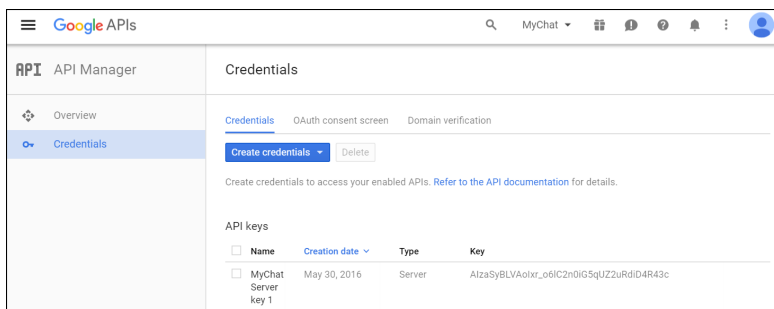 Google APIs MyChat
API API Manager Credentials
Overview
Credentials OAuth consent screen Domain verification
Credentials
Create credentials Delete
Create credentials to access your enabled APIs. Refer to the API documentation for details.
API keys
Name Creation date Type Key
MyChat May 30, 2016 Server AIzaSyBLVAoIxr_o6lC2n0iG5qUZ2uRdiD4R43c
Server
key 1